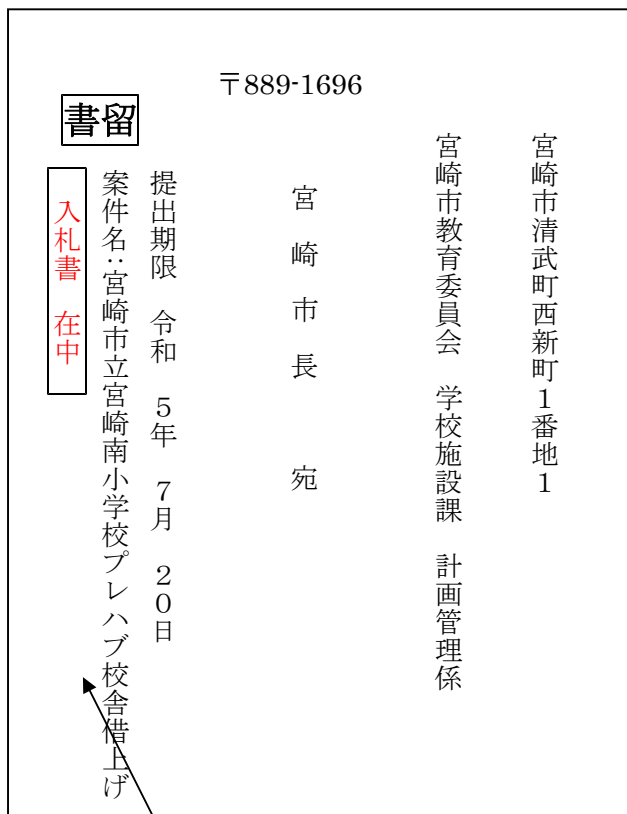 〒889-1696
宮崎市清武町西新町１番地１
宮崎市教育委員会　学校施設課　計画管理係
宮崎市長　宛
提出期限　令和　５年　７月　２０日
案件名：宮崎市立宮崎南小学校プレハブ校舎借上げ
書留
入札書　在中